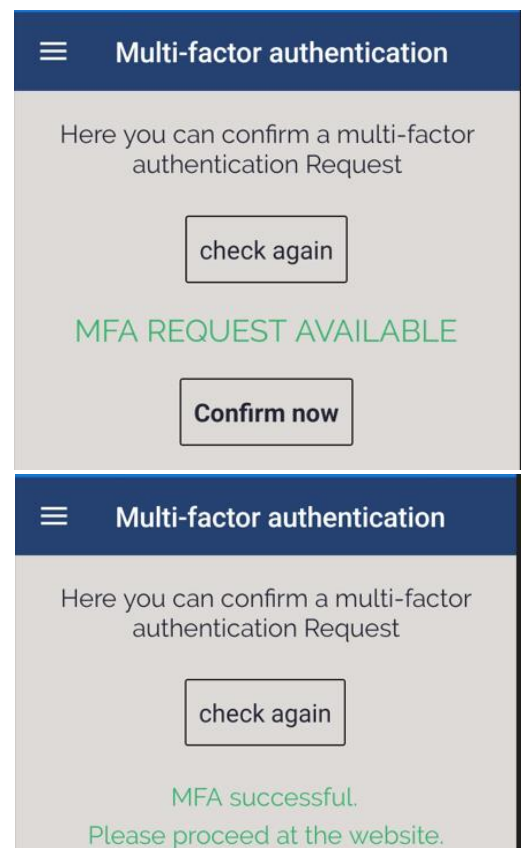 Multi-factor authentication
Here you can confirm a multi-factor
authentication Request
check again
MFA REQUEST AVAILABLE
Confirm now
Multi-factor authentication
Here you can confirm a multi-factor
authentication Request
check again
MFA successful.
Please proceed at the website.